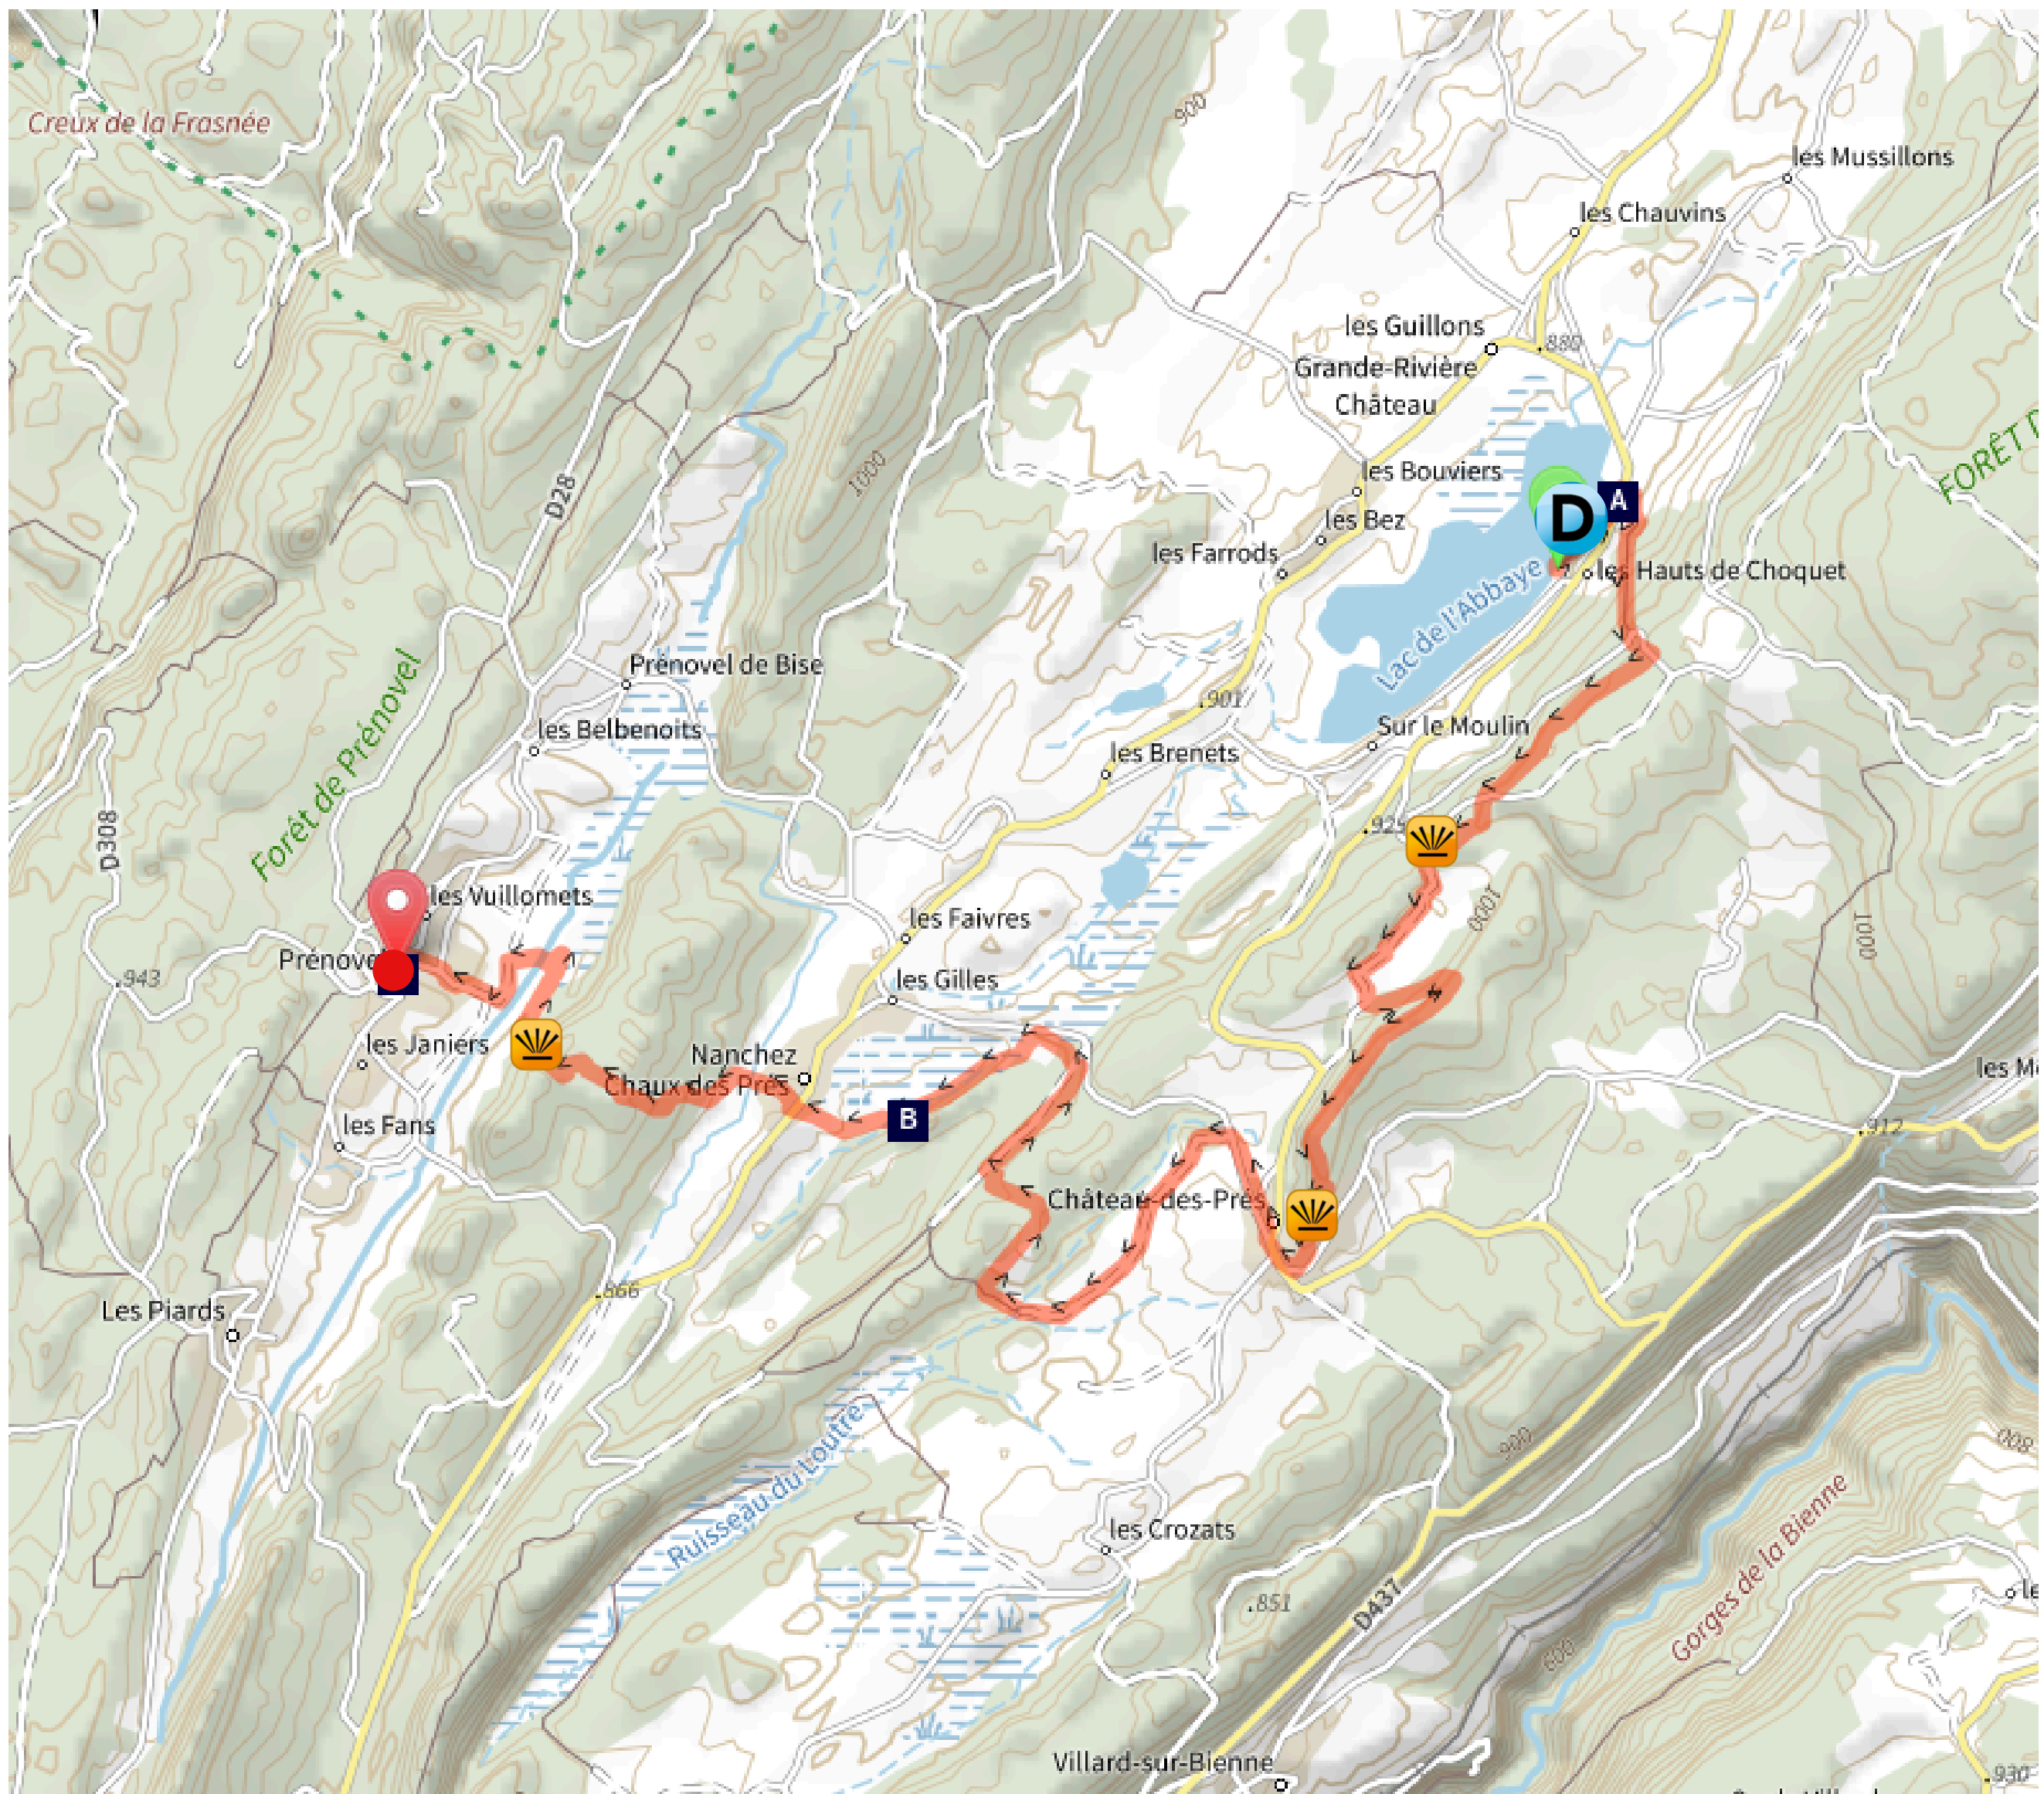 Creux de la Frasnée
900
les Mussillons
les Chauvins
les Guillons
.880
Grande-Rivière
Château
FORÊT D
les Bouviers
1000
D28
A
D
les Bez
les Farrods
les Hauts de Choquet
Lac de l'Abbaye
Prénovel de Bise
Forêt de Prénovel
.901
les Belbenoits
Sur le Moulin
les Brenets
D308
.925
les Vuillomets
1000
les Faivres
1001
Prénove
.943
les Gilles
les Janiers
Nanchez
Chaux des Prés
les M
B
les Fans
.912
Château-des-Prés
.866
Les Piards
Ruisseau du Loutre
900
800
les Crozats
Gorges de la Bienne
D437
.851
le
600
Villard-sur-Bienne
.930